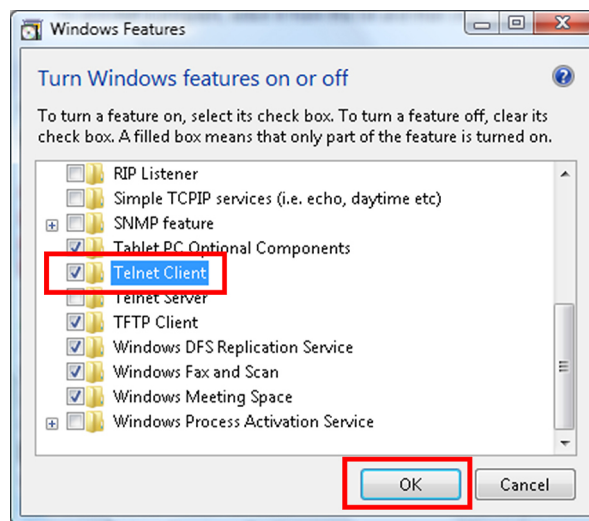 Windows Features
Turn Windows features on or off
To turn a feature on, select its check box. To turn a feature off, clear its
check box. A filled box means that only part of the feature is turned on.
RIP Listener
Simple TCPIP services (i.e. echo, daytime etc)
SNMP feature
Tablet PC Optional Components
Telnet Client
Telnet Server
TFTP Client
Windows DFS Replication Service
Windows Fax and Scan
Windows Meeting Space
Windows Process Activation Service
OK Cancel